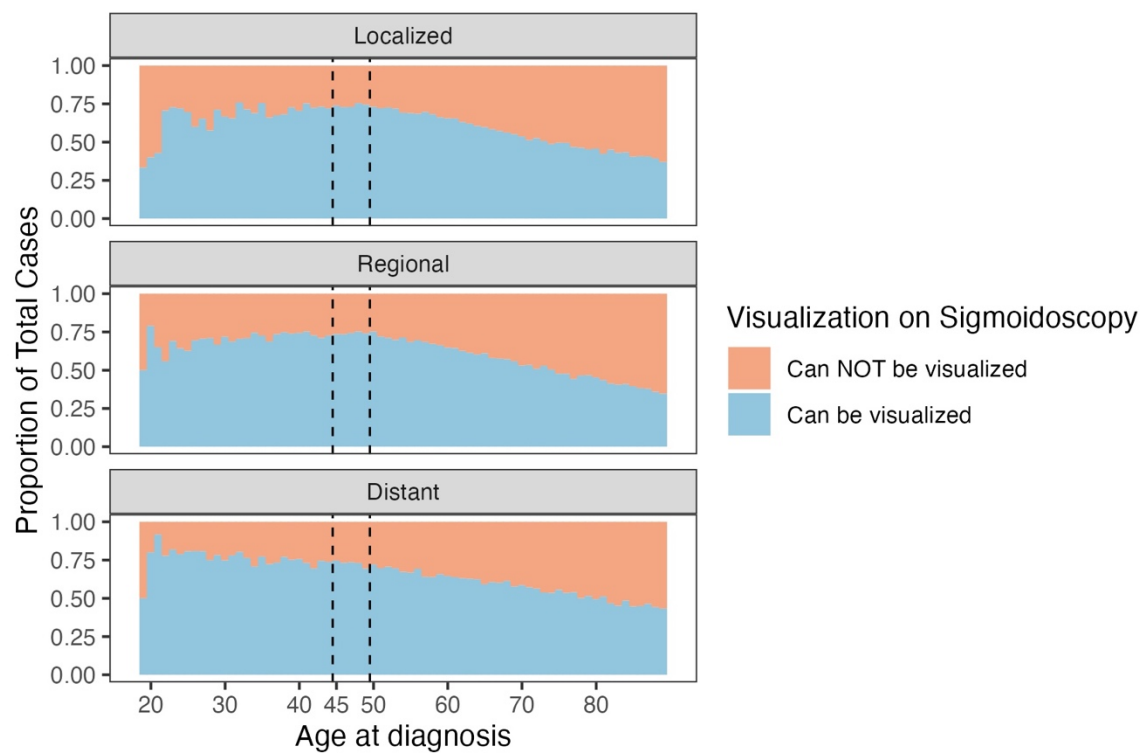 Localized
1.00
0.75
0.50
0.25
0.00
Regional
1.00
0.75
0.50
0.25
0.00
Distant
1.00
0.75
0.50
0.25
0.00
20 30 40 45 50 60 70 80
Age at diagnosis
Proportion of Total Cases
Visualization on Sigmoidoscopy
Can NOT be visualized
Can be visualized